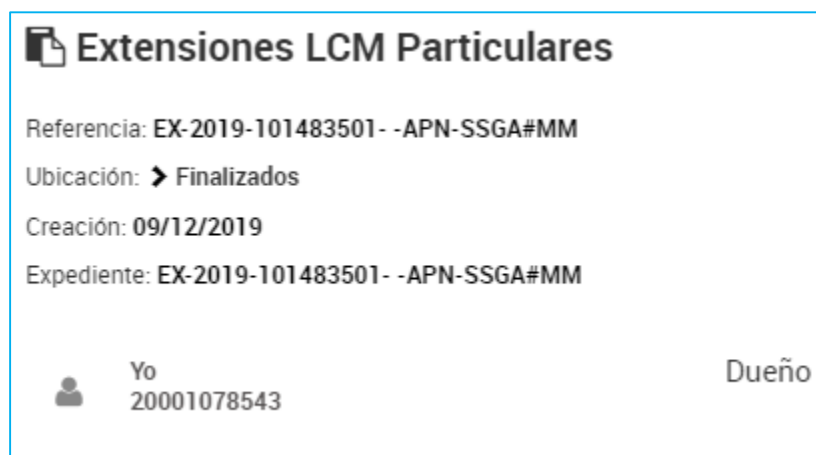 Extensiones LCM Particulares
Referencia: EX-2019-101483501- -APN-SSGA#MM
Ubicación: Finalizados
Creación: 09/12/2019
Expediente: EX-2019-101483501- -APN-SSGA#MM
Yo
Dueño
20001078543